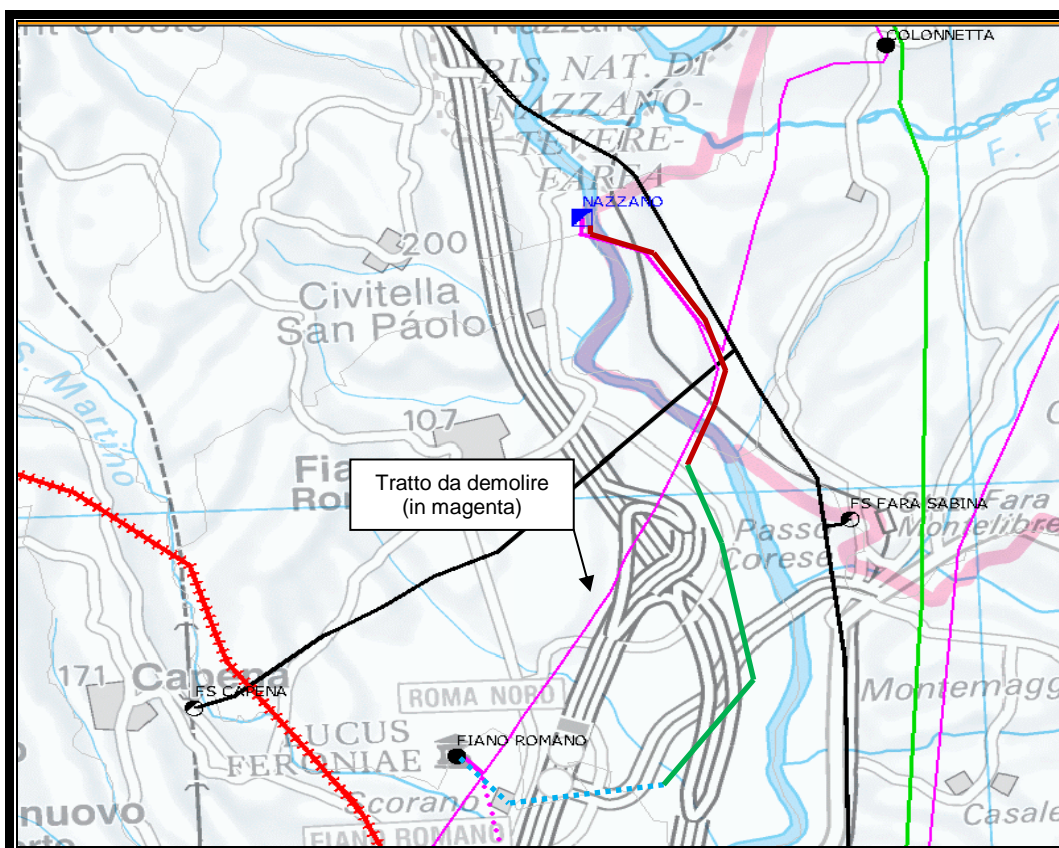 COLONNETTA
RIS. NAT. DI
NAZZANO-
TEVERE-
FARFA
F. F
NAZZANO
200
Civitella
San Páolo
S. Martino
107
Fia
Ro
Tratto da demolire
(in magenta)
FS FARA SABINA
Fara
Passo
Corese
Montelibre
171
Capena
FS CAPENA
ROMA NORD
Montemagg
LUCUS
FERONIAE
FIANO ROMANO
Scorano
nuovo
FIANO ROMANO
Casale